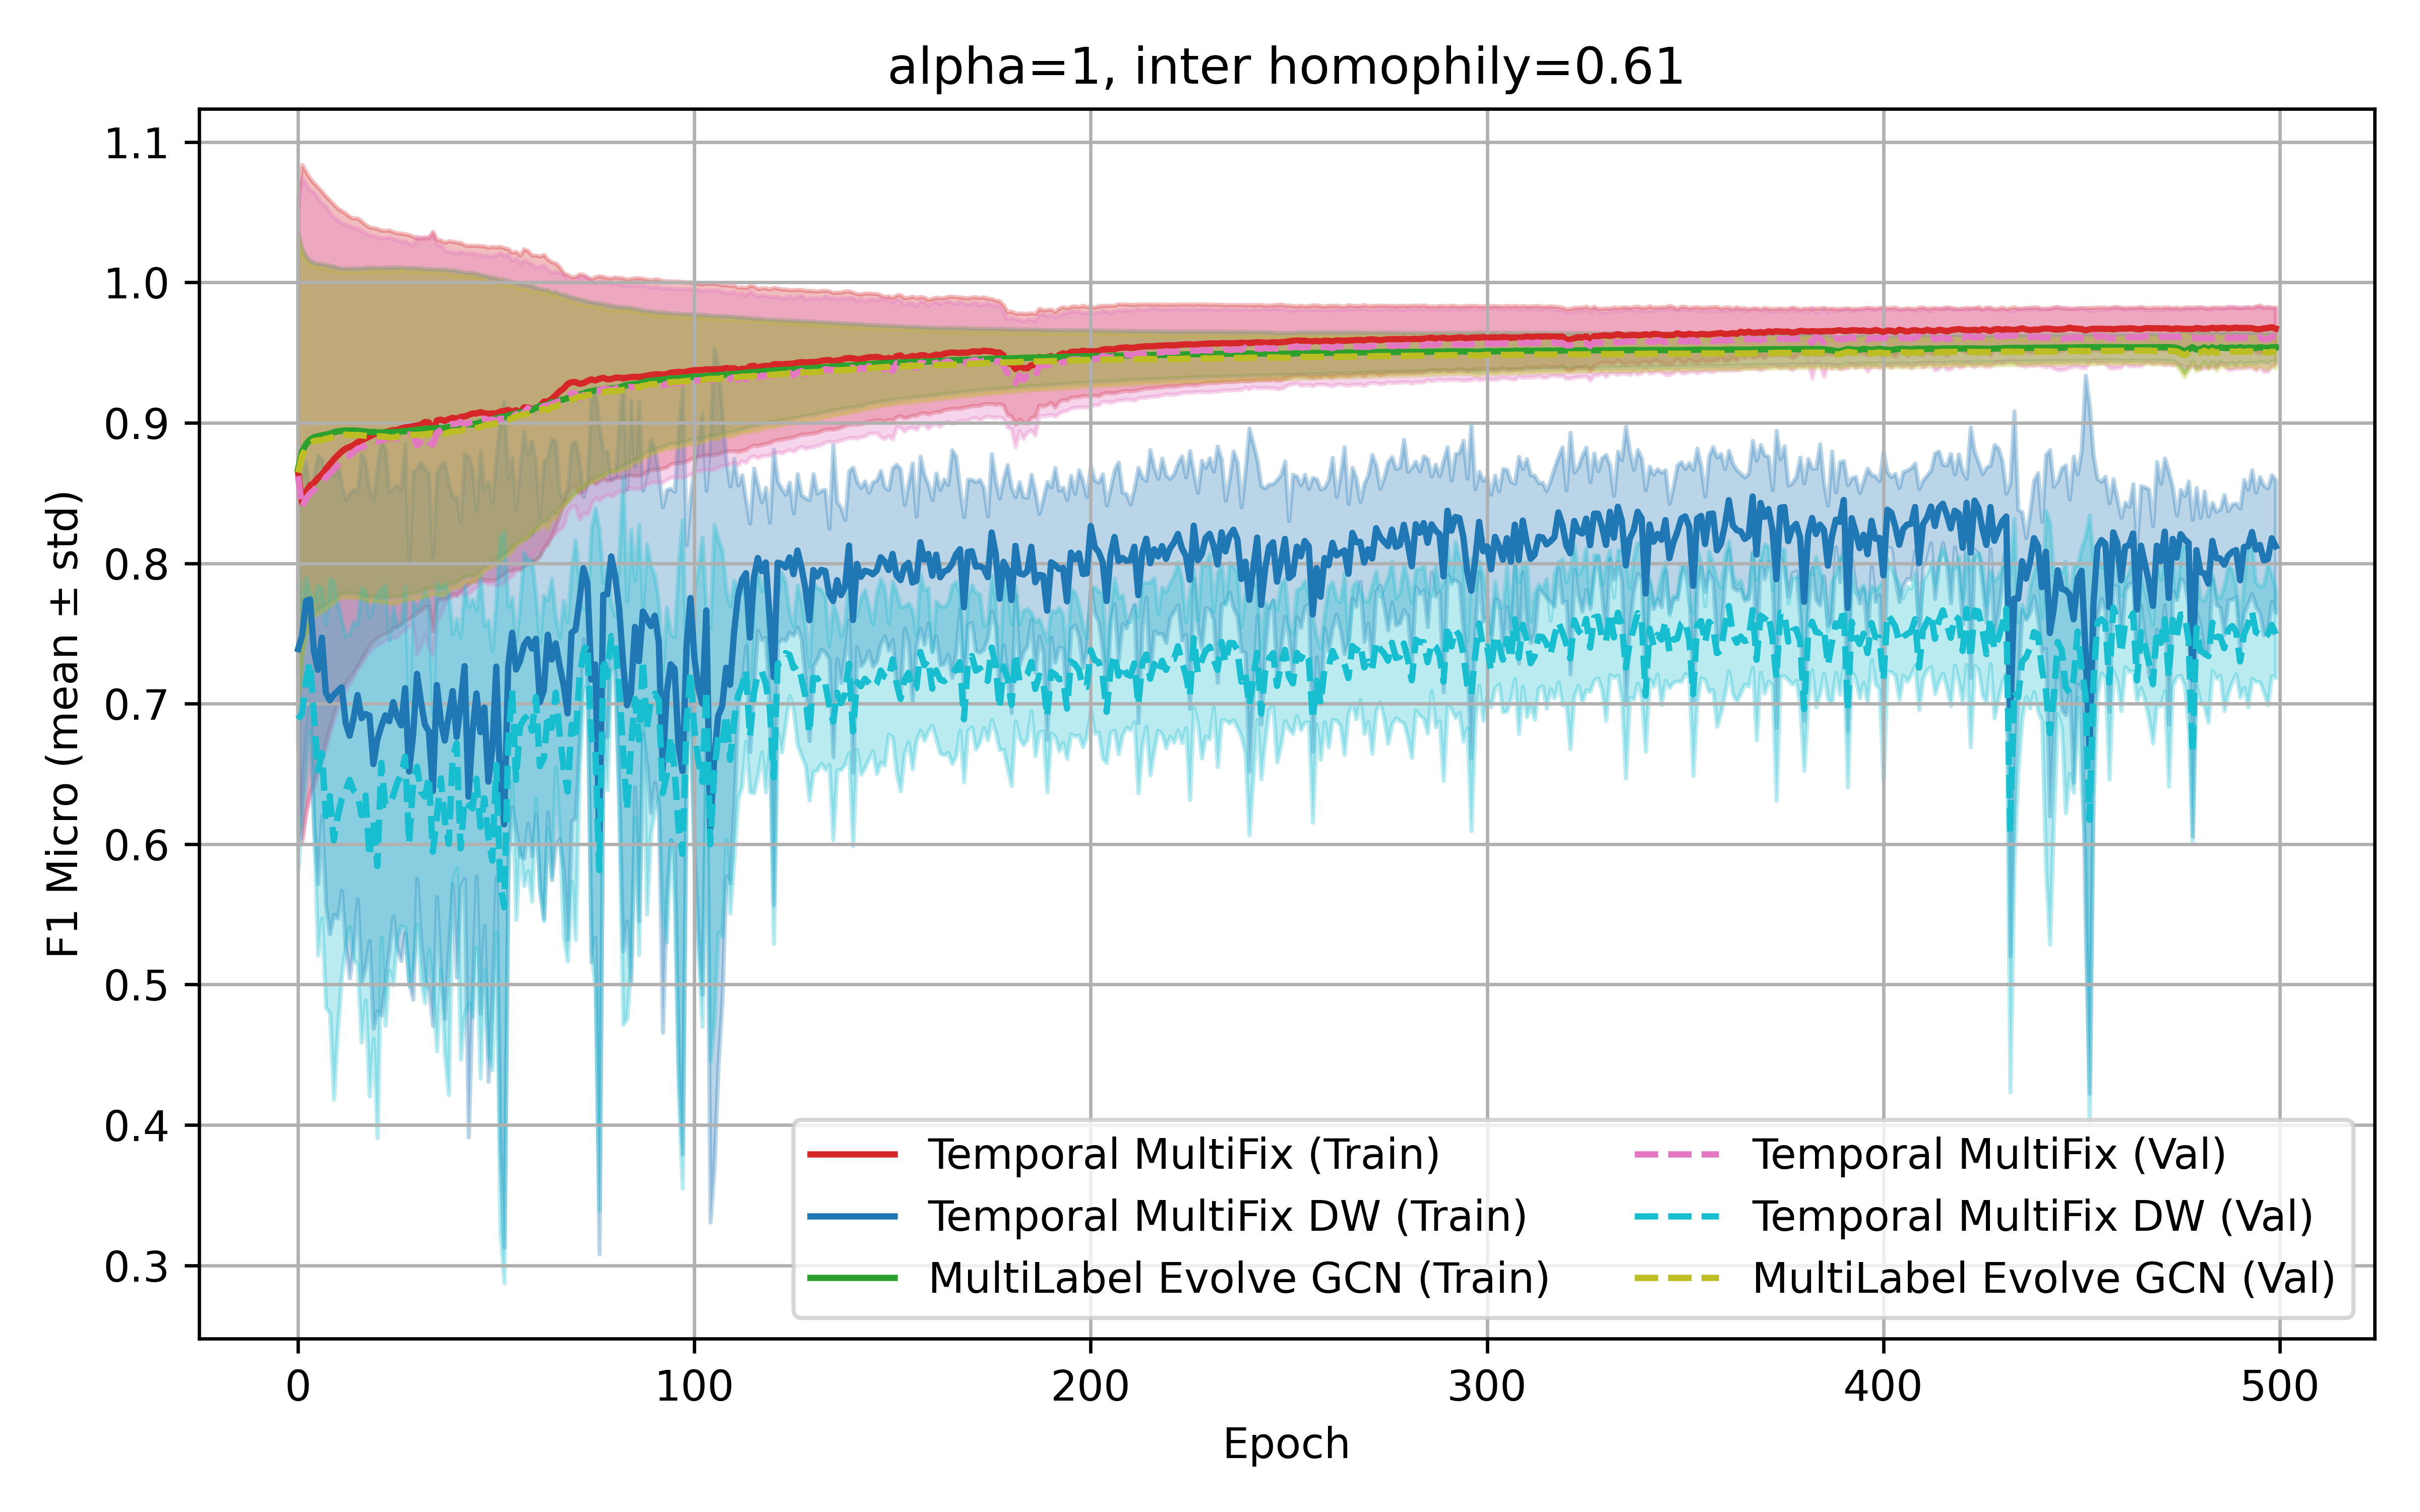 alpha=1, inter homophily=0.61
F1 Micro (mean ± std)
1.1
1.0
0.9
0.8
0.7
0.6
0.5
0.4
0.3
Temporal MultiFix (Train)
Temporal MultiFix DW (Train)
MultiLabel Evolve GCN (Train)
Temporal MultiFix (Val)
Temporal MultiFix DW (Val)
MultiLabel Evolve GCN (Val)
0
100
200
300
400
500
Epoch